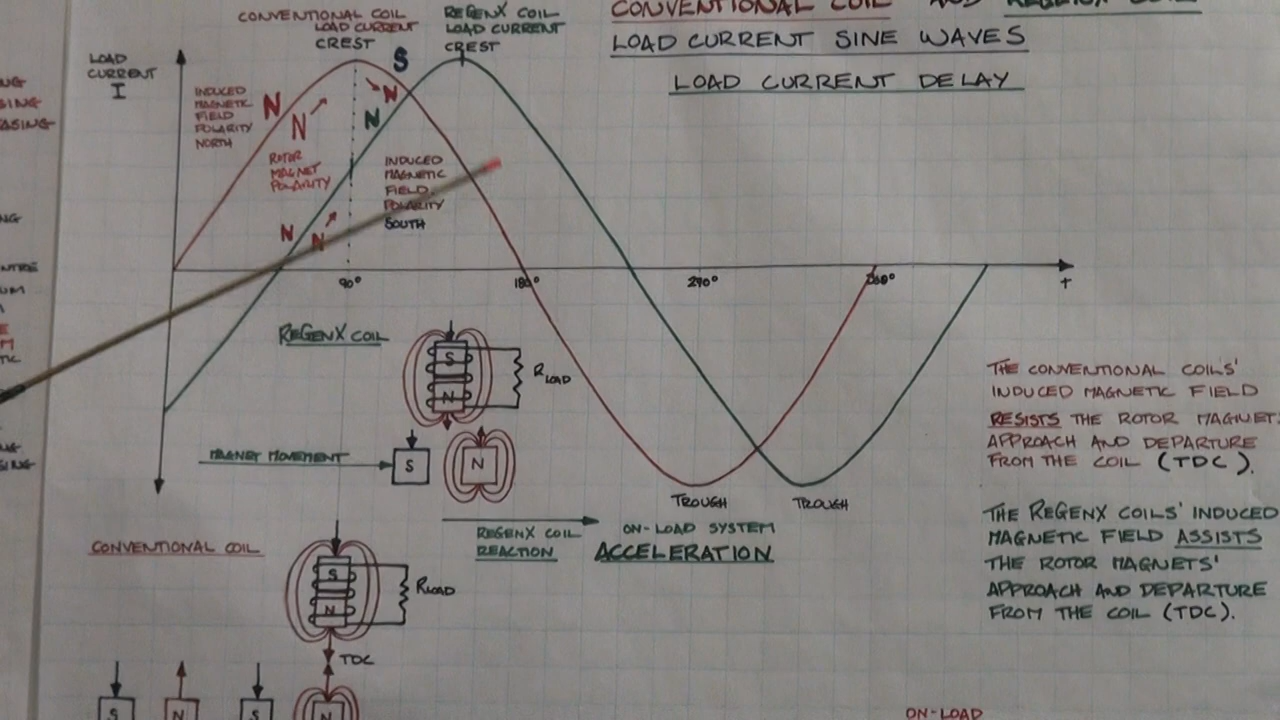 CONVENTIONAL COIL AND REGENX COIL
LOAD CURRENT SINE WAVES
LOAD CURRENT DELAY
CONVENTIONAL COIL
LOAD CURRENT
CREST
REGENX COIL
LOAD CURRENT
CREST
LOAD
CURRENT
I
INDUCED
MAGNETIC
FIELD
POLARITY
NORTH
N
N
ROTOR
MAGNET
POLARITY
S
N
N
INDUCED
MAGNETIC
FIELD
POLARITY
SOUTH
N
N
90°
180°
270°
360°
t
REGENX COIL
S
N
RLOAD
MAGNET MOVEMENT
S
N
TROUGH
TROUGH
REGENX COIL
REACTION
ON-LOAD SYSTEM
ACCELERATION
CONVENTIONAL COIL
S
N
RLOAD
TDC
S
N
S
N
THE CONVENTIONAL COILS'
INDUCED MAGNETIC FIELD
RESISTS THE ROTOR MAGNET
APPROACH AND DEPARTURE
FROM THE COIL (TDC).
THE REGENX COILS' INDUCED
MAGNETIC FIELD ASSISTS
THE ROTOR MAGNETS'
APPROACH AND DEPARTURE
FROM THE COIL (TDC).
ON-LOAD